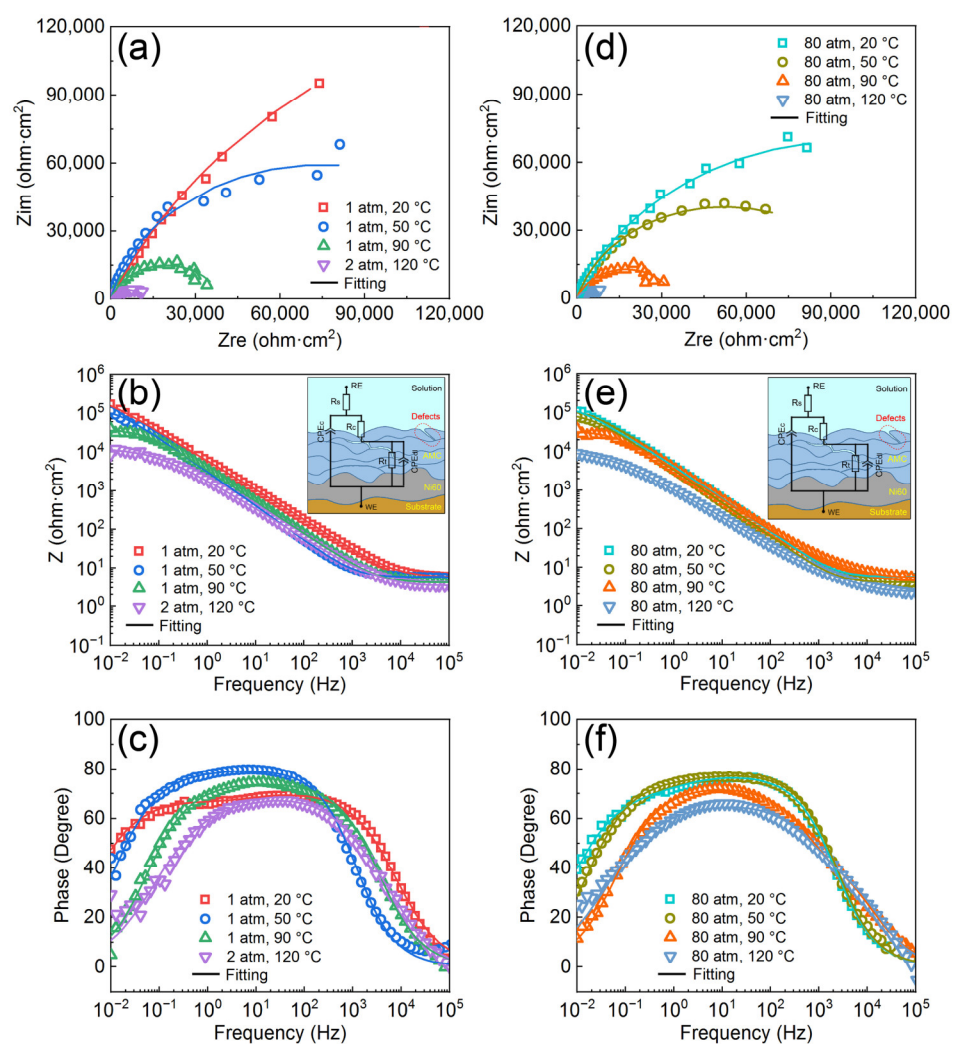 (a)
120,000
90,000
60,000
30,000
0
Zim (ohm·cm²)
0 30,000 60,000 90,000 120,000
Zre (ohm·cm²)
1 atm, 20 °C
1 atm, 50 °C
1 atm, 90 °C
2 atm, 120 °C
Fitting
(d)
120,000
90,000
60,000
30,000
0
Zim (ohm·cm²)
0 30,000 60,000 90,000 120,000
Zre (ohm·cm²)
80 atm, 20 °C
80 atm, 50 °C
80 atm, 90 °C
80 atm, 120 °C
Fitting
(b)
10⁶
10⁵
10⁴
10³
10²
10¹
10⁰
10⁻¹
Z (ohm·cm²)
10⁻² 10⁻¹ 10⁰ 10¹ 10² 10³ 10⁴ 10⁵
Frequency (Hz)
1 atm, 20 °C
1 atm, 50 °C
1 atm, 90 °C
2 atm, 120 °C
Fitting
RE
Solution
Rs
Defects
CPEc
Rc
AMC
Rt
CPEdl
Ni60
WE
Substrate
(e)
10⁶
10⁵
10⁴
10³
10²
10¹
10⁰
10⁻¹
Z (ohm·cm²)
10⁻² 10⁻¹ 10⁰ 10¹ 10² 10³ 10⁴ 10⁵
Frequency (Hz)
80 atm, 20 °C
80 atm, 50 °C
80 atm, 90 °C
80 atm, 120 °C
Fitting
RE
Solution
Rs
Defects
CPEc
Rc
AMC
Rt
CPEdl
Ni60
WE
Substrate
(c)
100
80
60
40
20
0
Phase (Degree)
10⁻² 10⁻¹ 10⁰ 10¹ 10² 10³ 10⁴ 10⁵
Frequency (Hz)
1 atm, 20 °C
1 atm, 50 °C
1 atm, 90 °C
2 atm, 120 °C
Fitting
(f)
100
80
60
40
20
0
Phase (Degree)
10⁻² 10⁻¹ 10⁰ 10¹ 10² 10³ 10⁴ 10⁵
Frequency (Hz)
80 atm, 20 °C
80 atm, 50 °C
80 atm, 90 °C
80 atm, 120 °C
Fitting